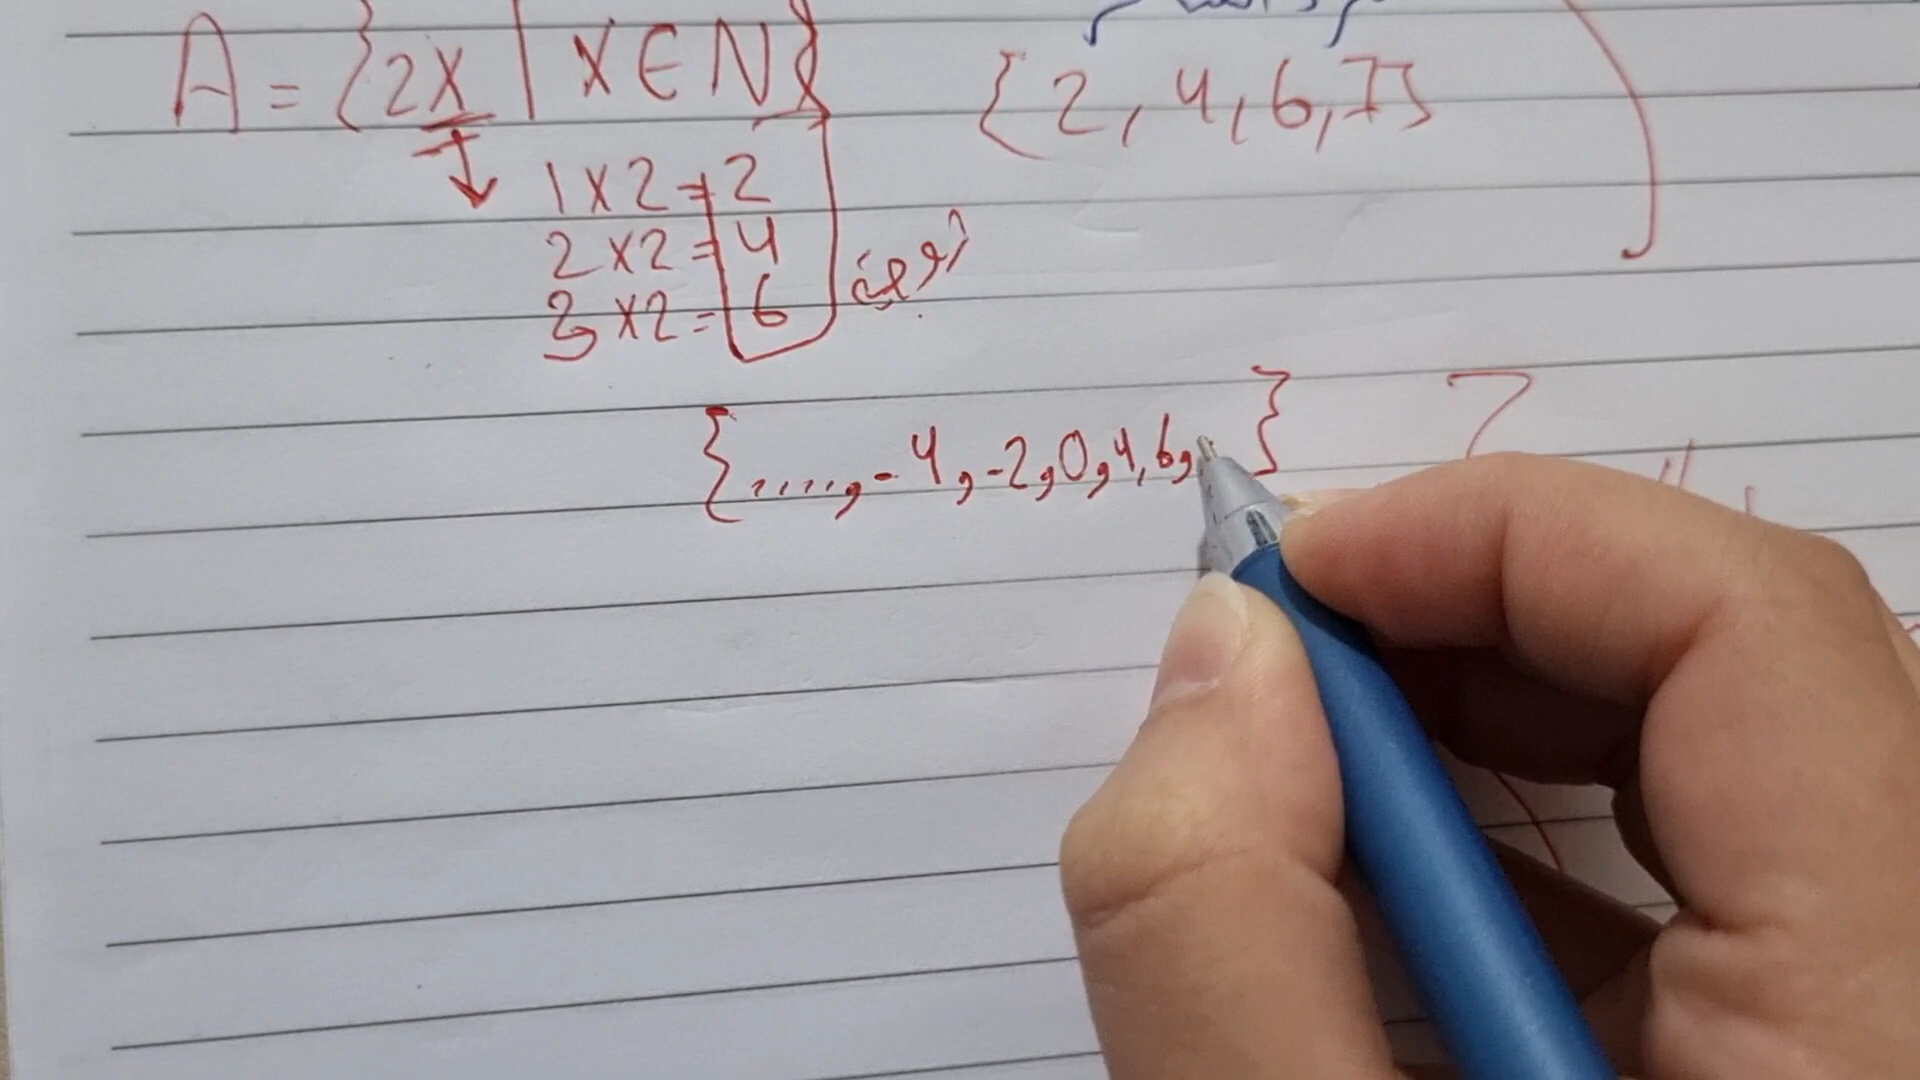 A = {2x | x ∈ N}
{2, 4, 6, 7}
1 x 2 = 2
2 x 2 = 4
3 x 2 = 6
زوجية
{....., -4, -2, 0, 4, 6,
}